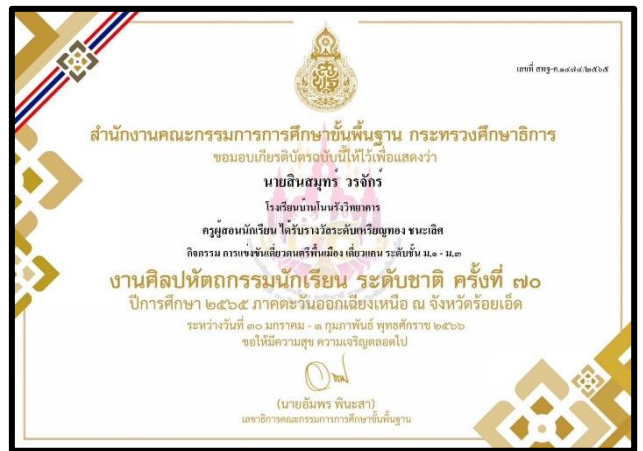 เลขที่ สพฐ-ค.๑๔๗๔/๒๕๖๕
สำนักงานคณะกรรมการการศึกษาขั้นพื้นฐาน กระทรวงศึกษาธิการ
ขอมอบเกียรติบัตรฉบับนี้ให้ไว้เพื่อแสดงว่า
นายสินสมุทร์ วรจักร์
โรงเรียนบ้านโนนรังวิทยาคาร
ครูผู้สอนนักเรียน ได้รับรางวัลระดับเหรียญทอง ชนะเลิศ
กิจกรรม การแข่งขันเดี่ยวดนตรีพื้นเมือง เดี่ยวแคน ระดับชั้น ม.๑ - ม.๓
งานศิลปหัตถกรรมนักเรียน ระดับชาติ ครั้งที่ ๗๐
ปีการศึกษา ๒๕๖๕ ภาคตะวันออกเฉียงเหนือ ณ จังหวัดร้อยเอ็ด
ระหว่างวันที่ ๓๐ มกราคม - ๑ กุมภาพันธ์ พุทธศักราช ๒๕๖๖
ขอให้มีความสุข ความเจริญตลอดไป
(นายอัมพร พินะสา)
เลขาธิการคณะกรรมการการศึกษาขั้นพื้นฐาน